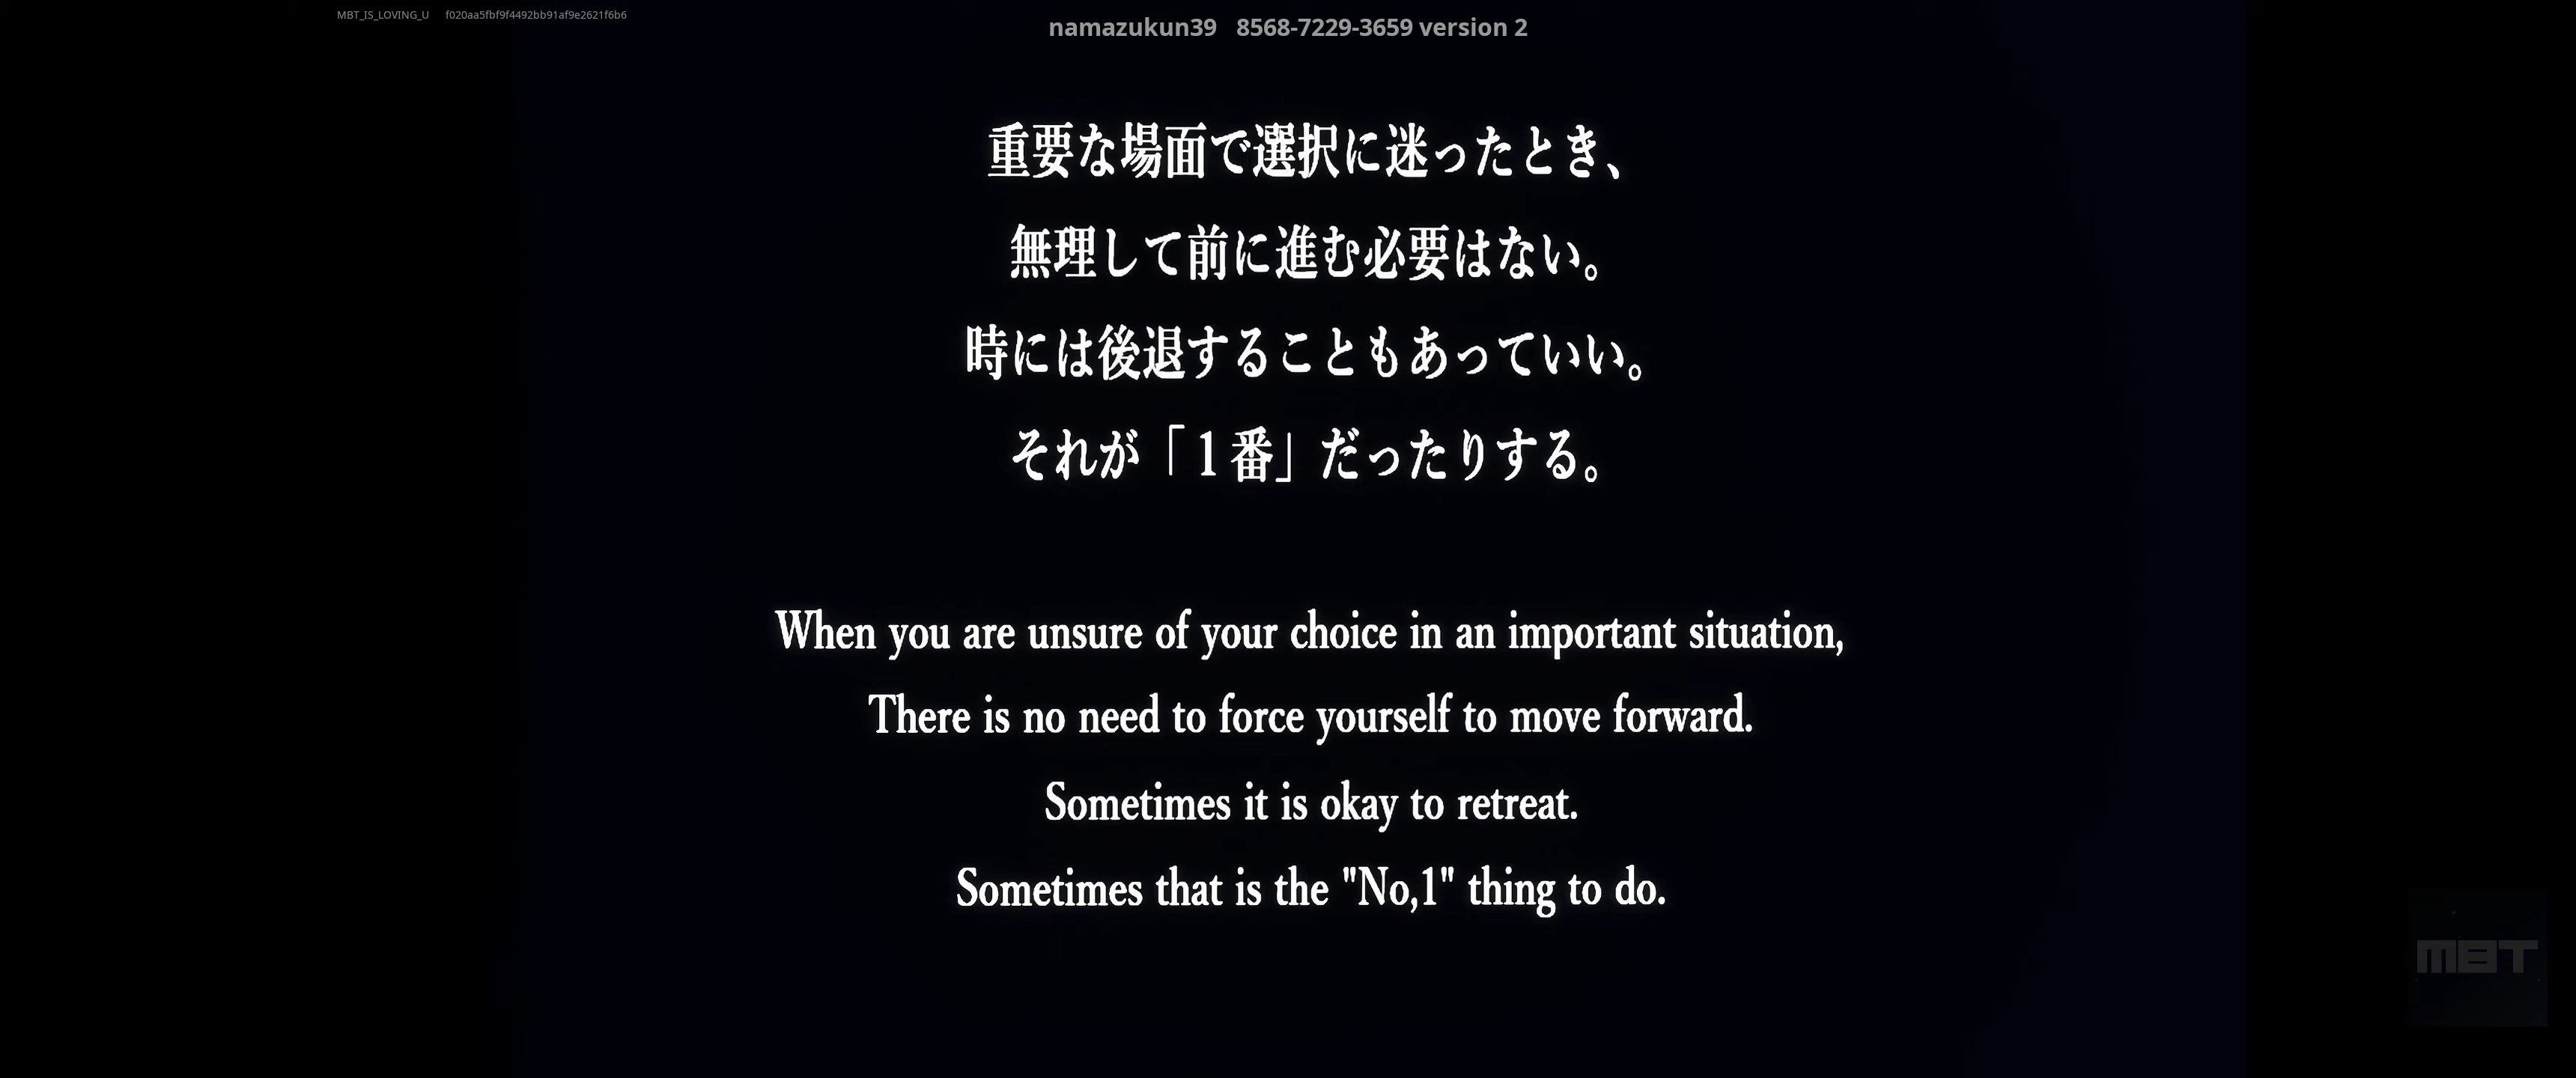 MBT_IS_LOVING_U f020aa5fbf9f4492bb91af9e2621f6b6
namazukun39 8568-7229-3659 version 2
重要な場面で選択に迷ったとき、
無理して前に進む必要はない。
時には後退することもあっていい。
それが「１番」だったりする。
When you are unsure of your choice in an important situation,
There is no need to force yourself to move forward.
Sometimes it is okay to retreat.
Sometimes that is the "No,1" thing to do.
MBT